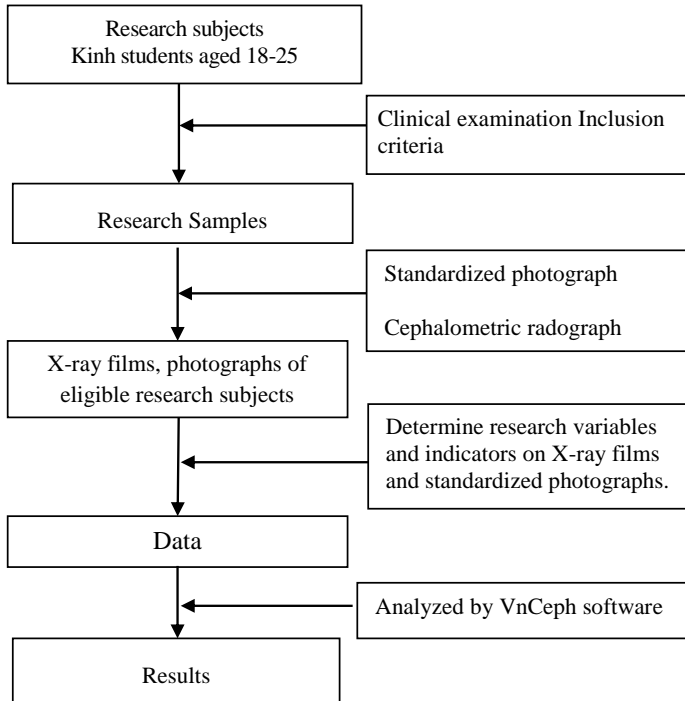 Research subjects
Kinh students aged 18-25
Clinical examination Inclusion
criteria
Research Samples
Standardized photograph
Cephalometric radograph
X-ray films, photographs of
eligible research subjects
Determine research variables
and indicators on X-ray films
and standardized photographs.
Data
Analyzed by VnCeph software
Results